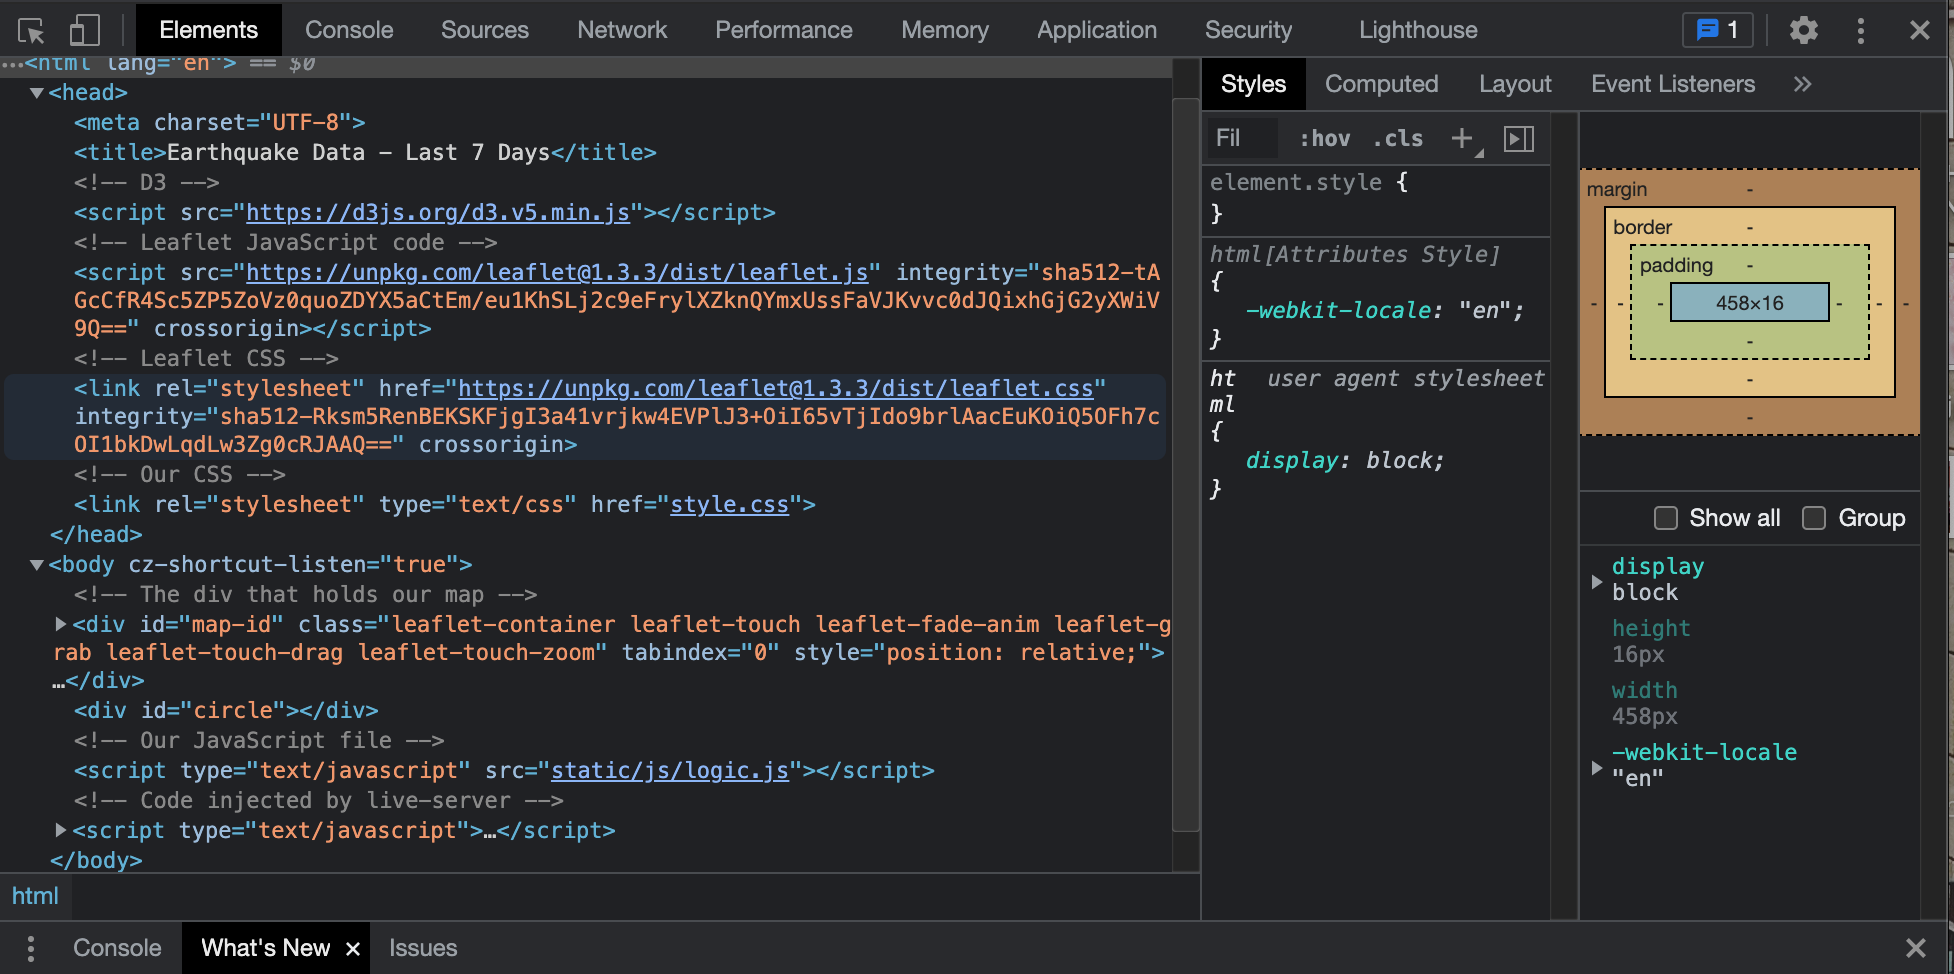 Elements Console Sources Network Performance Memory Application Security Lighthouse 1
…<html lang="en"> == $0
<head>
<meta charset="UTF-8">
<title>Earthquake Data - Last 7 Days</title>
<!-- D3 -->
<script src="https://d3js.org/d3.v5.min.js"></script>
<!-- Leaflet JavaScript code -->
<script src="https://unpkg.com/leaflet@1.3.3/dist/leaflet.js" integrity="sha512-tA
GcCfR4Sc5ZP5ZoVz0quoZDYX5aCtEm/eu1KhSLj2c9eFrylXZknQYmxUssFaVJKvvc0dJQixhGjG2yXWiV
9Q==" crossorigin></script>
<!-- Leaflet CSS -->
<link rel="stylesheet" href="https://unpkg.com/leaflet@1.3.3/dist/leaflet.css"
integrity="sha512-Rksm5RenBEKSKFjgI3a41vrjkw4EVPlJ3+OiI65vTjIdo9brlAacEuKOiQ5OFh7c
OI1bkDwLqdLw3Zg0cRJAAQ==" crossorigin>
<!-- Our CSS -->
<link rel="stylesheet" type="text/css" href="style.css">
</head>
<body cz-shortcut-listen="true">
<!-- The div that holds our map -->
<div id="map-id" class="leaflet-container leaflet-touch leaflet-fade-anim leaflet-g
rab leaflet-touch-drag leaflet-touch-zoom" tabindex="0" style="position: relative;">
…</div>
<div id="circle"></div>
<!-- Our JavaScript file -->
<script type="text/javascript" src="static/js/logic.js"></script>
<!-- Code injected by live-server -->
<script type="text/javascript">…</script>
</body>
html
Styles Computed Layout Event Listeners »
Fil :hov .cls +
element.style {
}
html[Attributes Style]
{
-webkit-locale: "en";
}
ht user agent stylesheet
ml
{
display: block;
}
margin -
border -
padding -
- - - 458×16 - - -
-
-
-
Show all Group
display
block
height
16px
width
458px
-webkit-locale
"en"
Console What's New × Issues